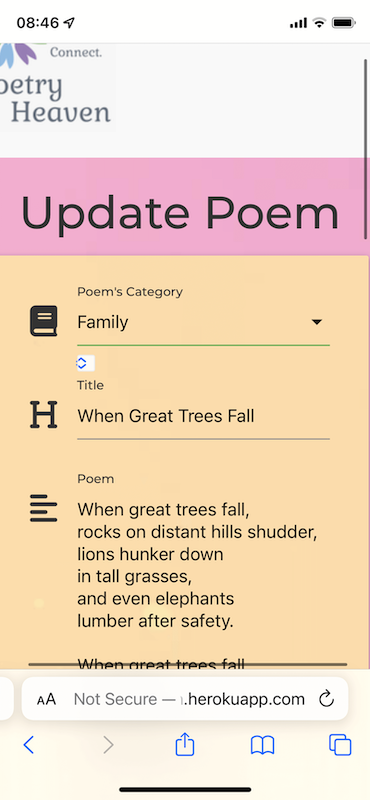 08:46
Connect.
Heaven
Update Poem
Poem's Category
Family
Title
When Great Trees Fall
Poem
When great trees fall,
rocks on distant hills shudder,
lions hunker down
in tall grasses,
and even elephants
lumber after safety.
When great trees fall
AA Not Secure — .herokuapp.com